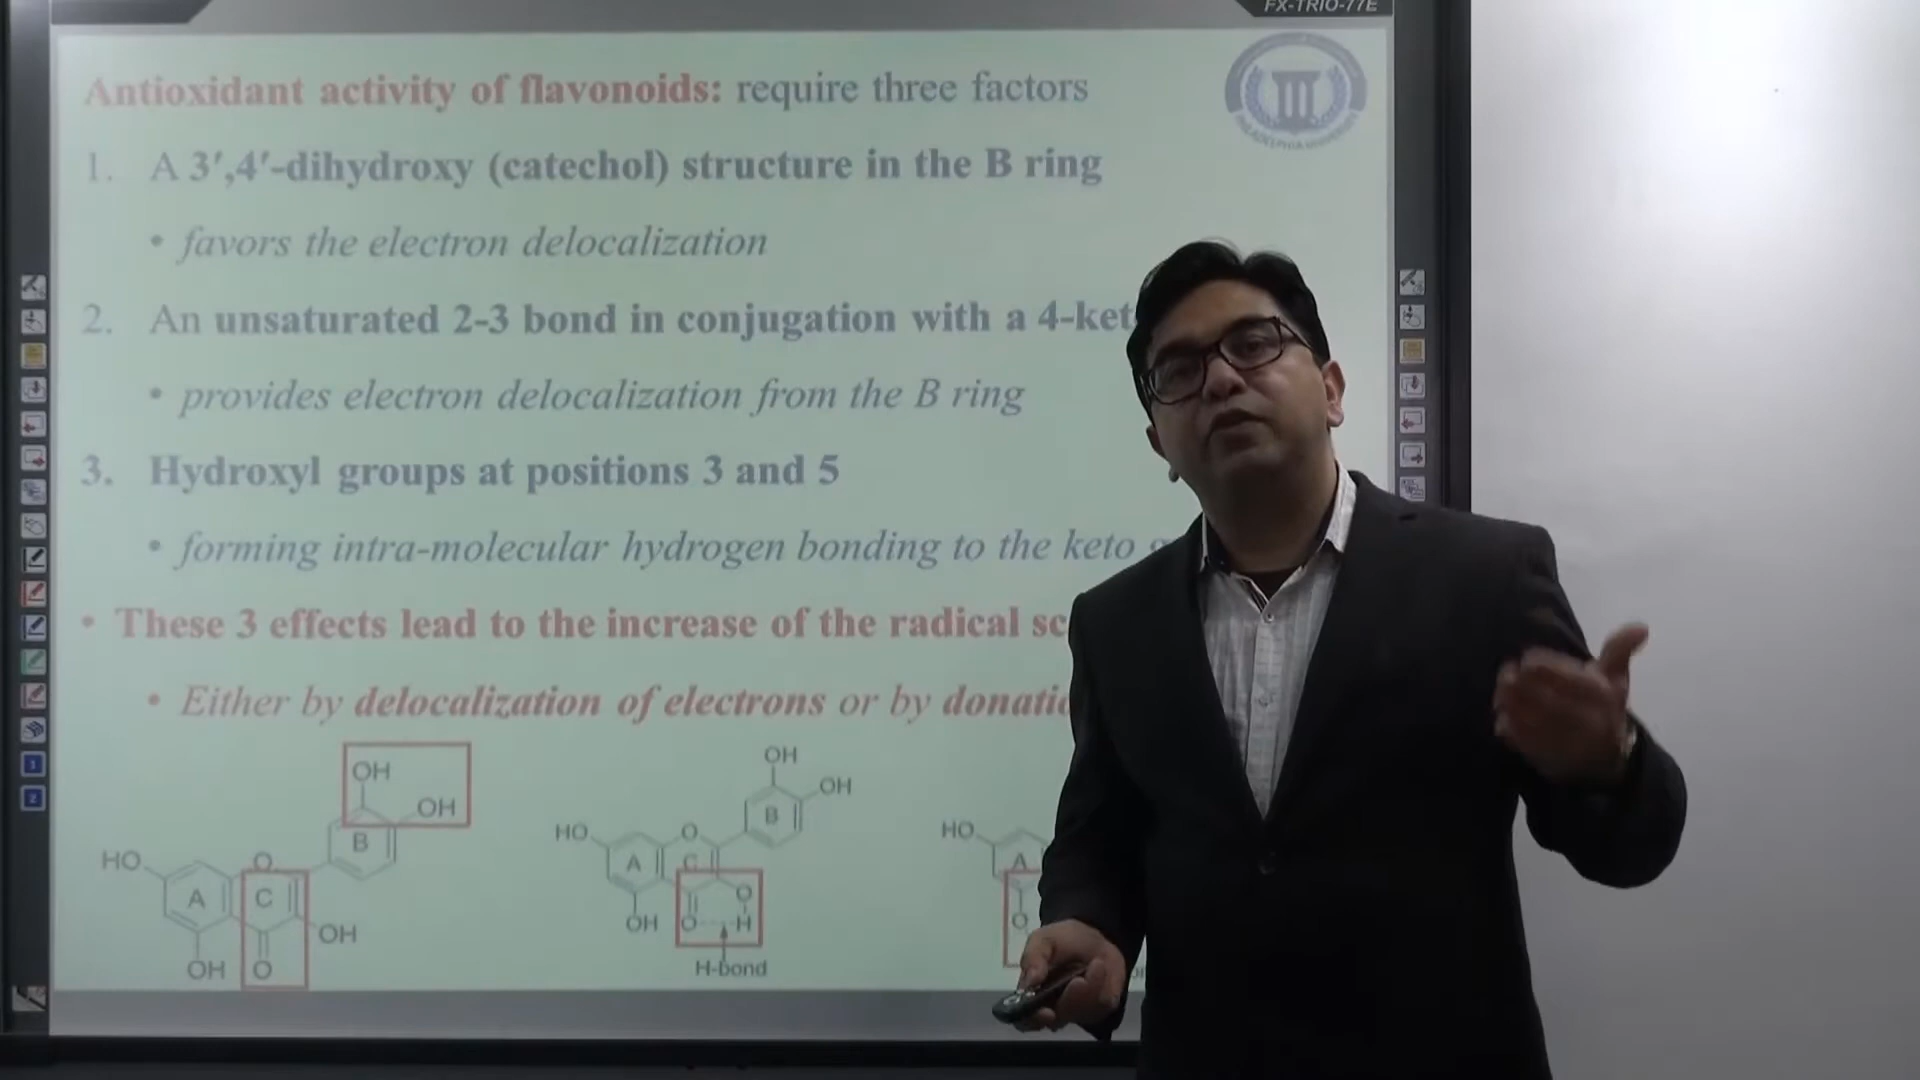 FX-TRIO-77E
Antioxidant activity of flavonoids: require three factors
1. A 3′,4′-dihydroxy (catechol) structure in the B ring
• favors the electron delocalization
2. An unsaturated 2-3 bond in conjugation with a 4-ket
• provides electron delocalization from the B ring
3. Hydroxyl groups at positions 3 and 5
• forming intra-molecular hydrogen bonding to the keto
• These 3 effects lead to the increase of the radical sc
• Either by delocalization of electrons or by donatio
OH
OH
B
HO
O
A
C
OH
OH
O
OH
OH
B
HO
O
A
C
O
OH
O
H
H-bond
HO
A
O
1
2